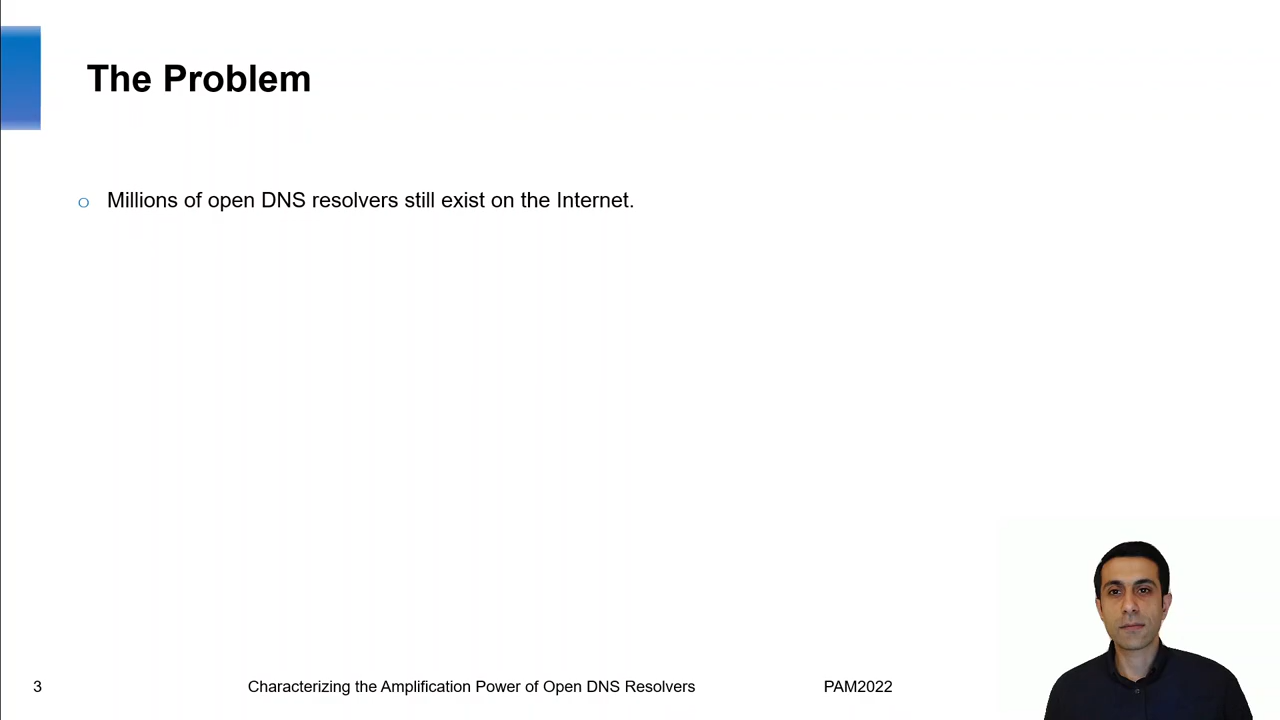 The Problem
o Millions of open DNS resolvers still exist on the Internet.
3 Characterizing the Amplification Power of Open DNS Resolvers PAM2022